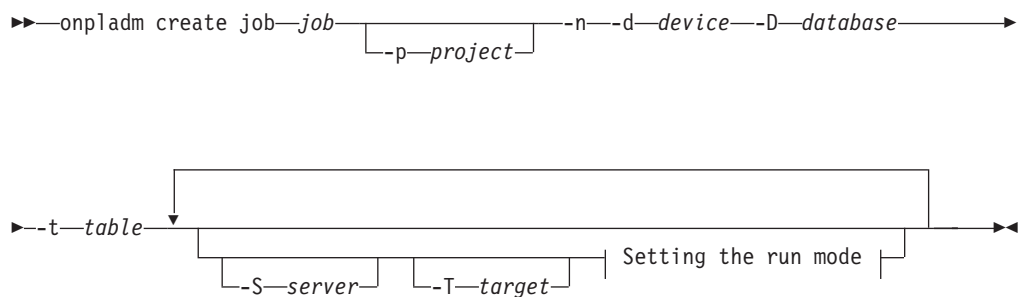 onpladm create job job -n -d device -D database
-p project
-t table
Setting the run mode
-S server -T target